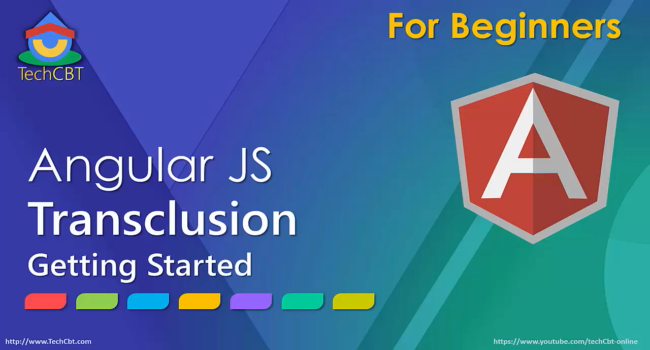 For Beginners
TechCBT
A
Angular JS
Transclusion
Getting Started
http://www.TechCbt.com
https://www.youtube.com/techCbt-online